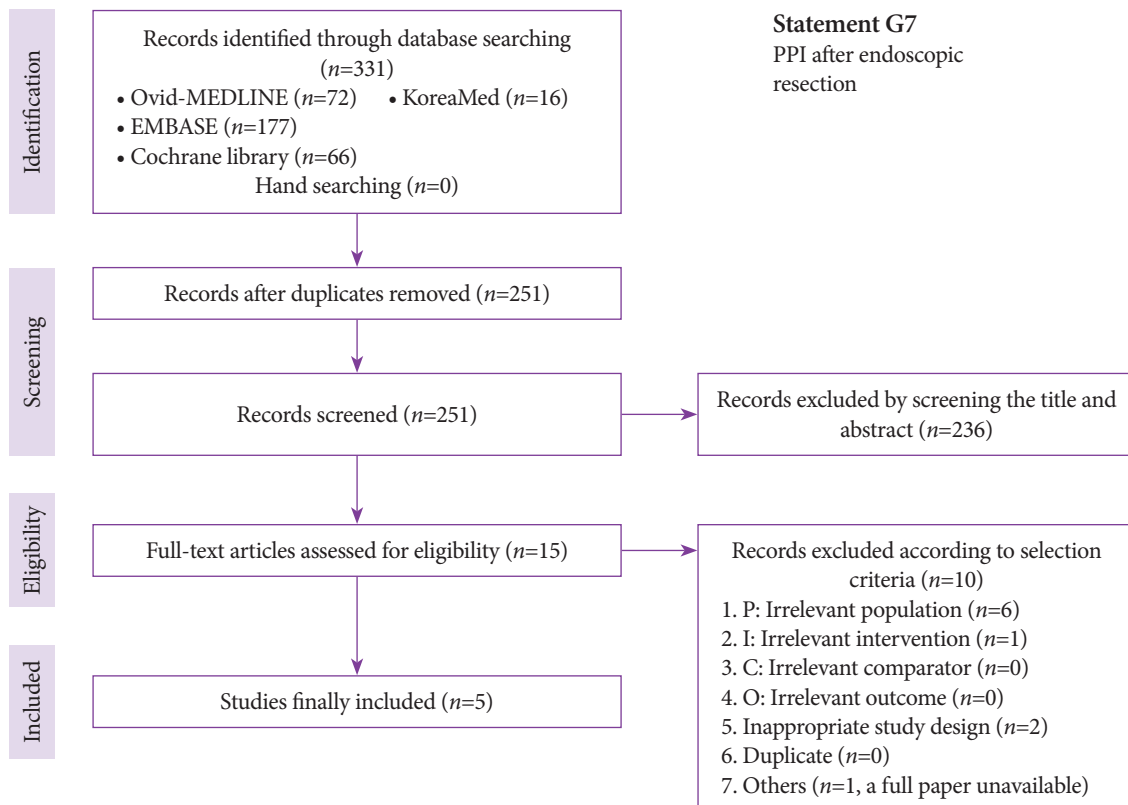 Statement G7
PPI after endoscopic
resection
Identification
Records identified through database searching
(n=331)
• Ovid-MEDLINE (n=72) • KoreaMed (n=16)
• EMBASE (n=177)
• Cochrane library (n=66)
Hand searching (n=0)
Screening
Records after duplicates removed (n=251)
Records screened (n=251)
Records excluded by screening the title and
abstract (n=236)
Eligibility
Full-text articles assessed for eligibility (n=15)
Records excluded according to selection
criteria (n=10)
1. P: Irrelevant population (n=6)
2. I: Irrelevant intervention (n=1)
3. C: Irrelevant comparator (n=0)
4. O: Irrelevant outcome (n=0)
5. Inappropriate study design (n=2)
6. Duplicate (n=0)
7. Others (n=1, a full paper unavailable)
Included
Studies finally included (n=5)